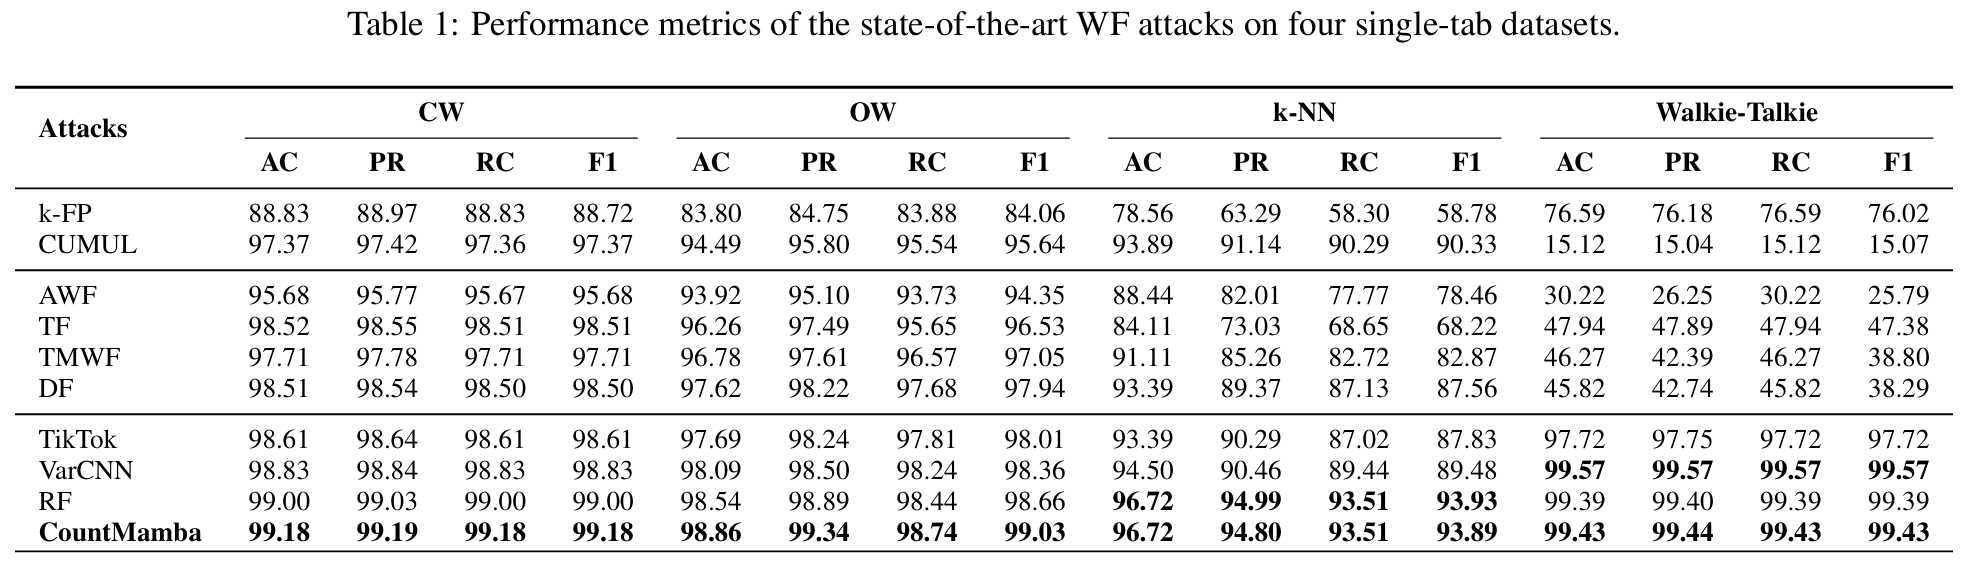 Table 1: Performance metrics of the state-of-the-art WF attacks on four single-tab datasets.
Attacks CW OW k-NN Walkie-Talkie
AC PR RC F1 AC PR RC F1 AC PR RC F1 AC PR RC F1
k-FP 88.83 88.97 88.83 88.72 83.80 84.75 83.88 84.06 78.56 63.29 58.30 58.78 76.59 76.18 76.59 76.02
CUMUL 97.37 97.42 97.36 97.37 94.49 95.80 95.54 95.64 93.89 91.14 90.29 90.33 15.12 15.04 15.12 15.07
AWF 95.68 95.77 95.67 95.68 93.92 95.10 93.73 94.35 88.44 82.01 77.77 78.46 30.22 26.25 30.22 25.79
TF 98.52 98.55 98.51 98.51 96.26 97.49 95.65 96.53 84.11 73.03 68.65 68.22 47.94 47.89 47.94 47.38
TMWF 97.71 97.78 97.71 97.71 96.78 97.61 96.57 97.05 91.11 85.26 82.72 82.87 46.27 42.39 46.27 38.80
DF 98.51 98.54 98.50 98.50 97.62 98.22 97.68 97.94 93.39 89.37 87.13 87.56 45.82 42.74 45.82 38.29
TikTok 98.61 98.64 98.61 98.61 97.69 98.24 97.81 98.01 93.39 90.29 87.02 87.83 97.72 97.75 97.72 97.72
VarCNN 98.83 98.84 98.83 98.83 98.09 98.50 98.24 98.36 94.50 90.46 89.44 89.48 99.57 99.57 99.57 99.57
RF 99.00 99.03 99.00 99.00 98.54 98.89 98.44 98.66 96.72 94.99 93.51 93.93 99.39 99.40 99.39 99.39
CountMamba 99.18 99.19 99.18 99.18 98.86 99.34 98.74 99.03 96.72 94.80 93.51 93.89 99.43 99.44 99.43 99.43